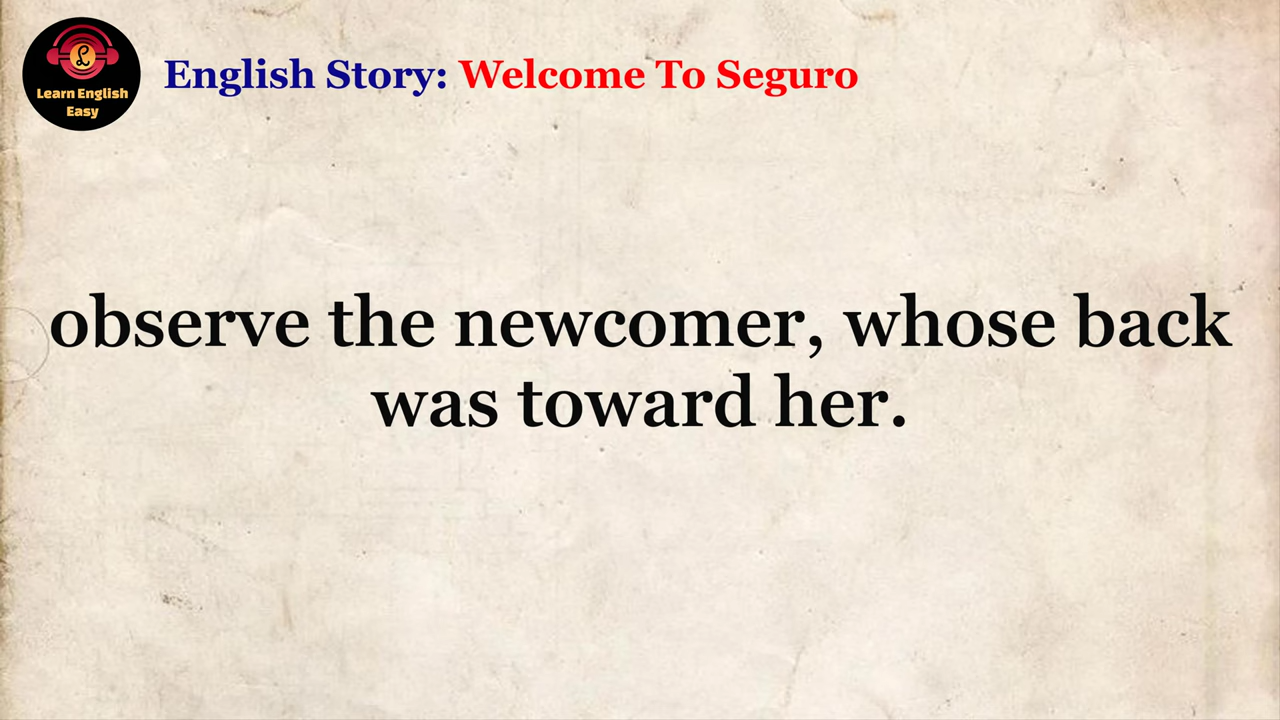 Learn English
Easy
English Story: Welcome To Seguro
observe the newcomer, whose back
was toward her.